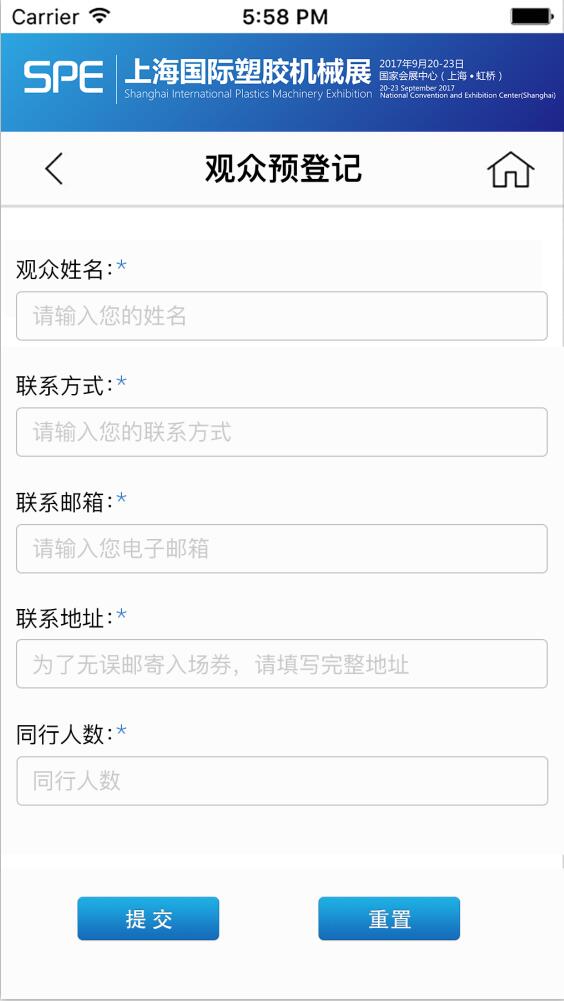 Carrier 5:58 PM
SPE 上海国际塑胶机械展
Shanghai International Plastics Machinery Exhibition
2017年9月20-23日
国家会展中心（上海•虹桥）
20-23 September 2017
National Convention and Exhibition Center(Shanghai)
观众预登记
观众姓名:*
请输入您的姓名
联系方式:*
请输入您的联系方式
联系邮箱:*
请输入您电子邮箱
联系地址:*
为了无误邮寄入场券，请填写完整地址
同行人数:*
同行人数
提 交 重置